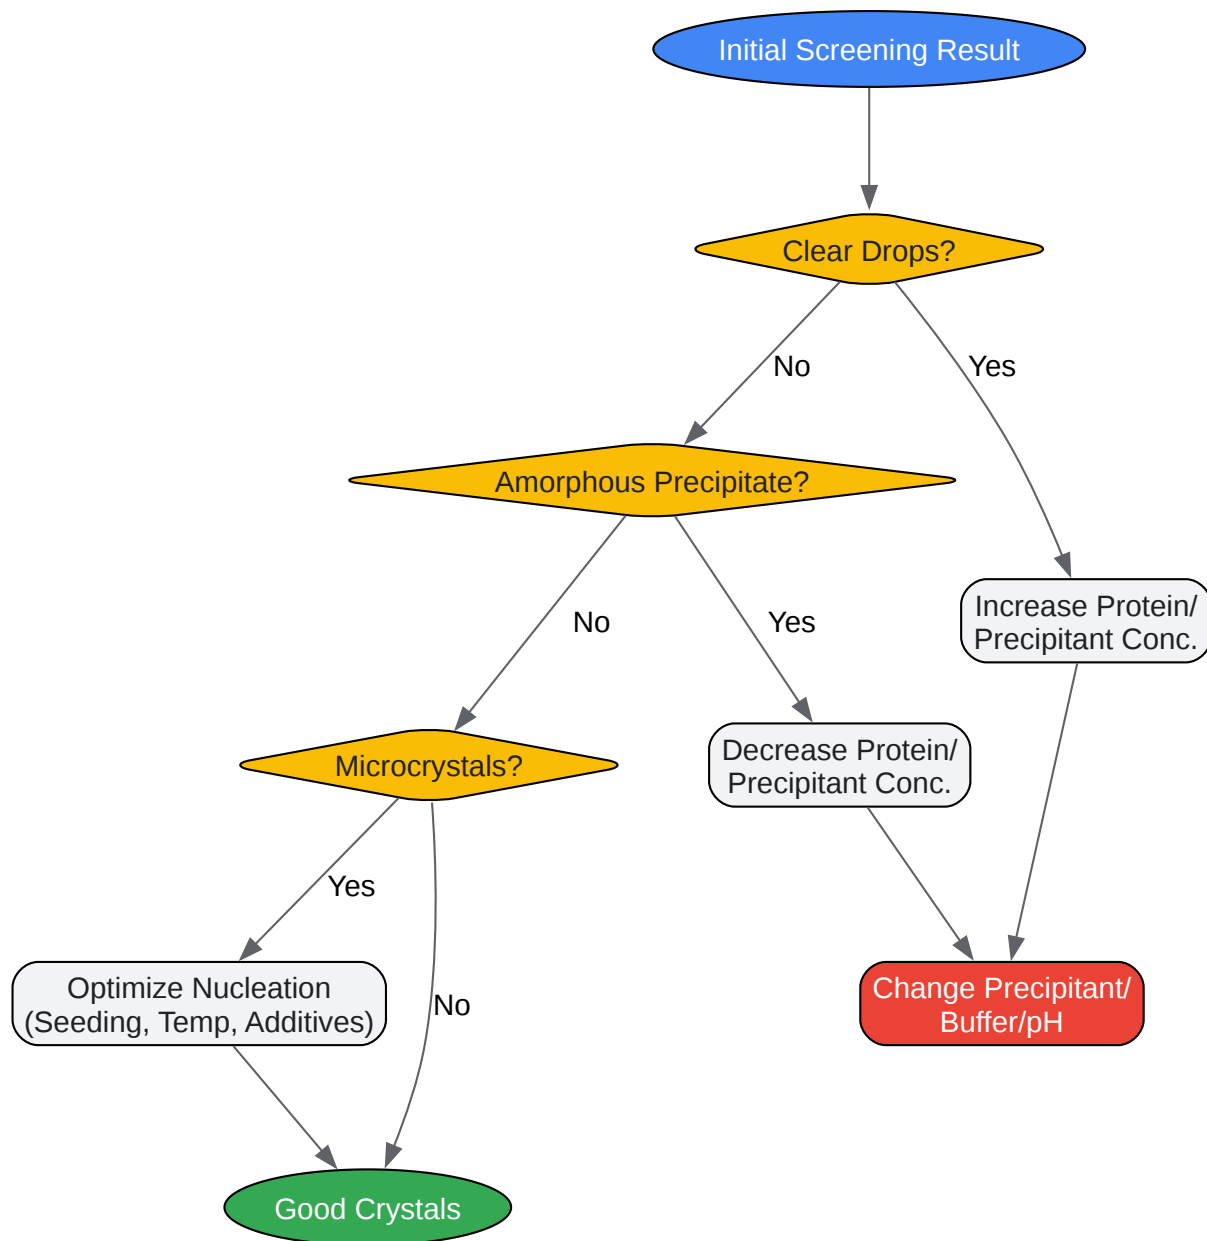 Initial Screening Result
Clear Drops?
No
Yes
Amorphous Precipitate?
No
Yes
Increase Protein/
Precipitant Conc.
Microcrystals?
Decrease Protein/
Precipitant Conc.
Yes
No
Optimize Nucleation
(Seeding, Temp, Additives)
Change Precipitant/
Buffer/pH
Good Crystals